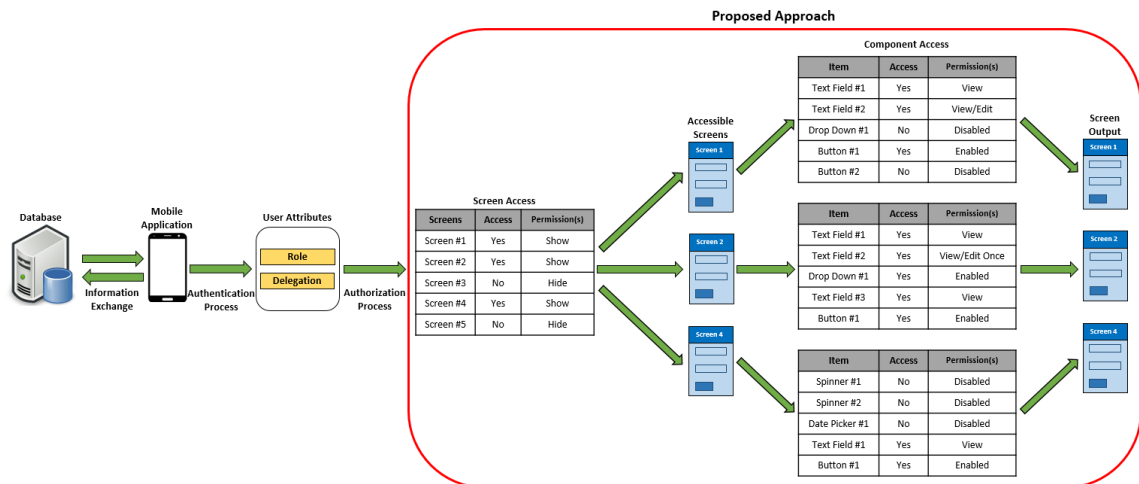 Proposed Approach
Component Access
Item Access Permission(s)
Text Field #1 Yes View
Text Field #2 Yes View/Edit
Drop Down #1 No Disabled
Button #1 Yes Enabled
Button #2 No Disabled
Accessible
Screens
Screen 1
Screen
Output
Screen 1
Screen Access
Screens Access Permission(s)
Screen #1 Yes Show
Screen #2 Yes Show
Screen #3 No Hide
Screen #4 Yes Show
Screen #5 No Hide
Database
Mobile
Application
User Attributes
Role
Delegation
Information
Exchange
Authentication
Process
Authorization
Process
Screen 2
Item Access Permission(s)
Text Field #1 Yes View
Text Field #2 Yes View/Edit Once
Drop Down #1 Yes Enabled
Text Field #3 Yes View
Button #1 Yes Enabled
Screen 2
Screen 4
Item Access Permission(s)
Spinner #1 No Disabled
Spinner #2 No Disabled
Date Picker #1 No Disabled
Text Field #1 Yes View
Button #1 Yes Enabled
Screen 4